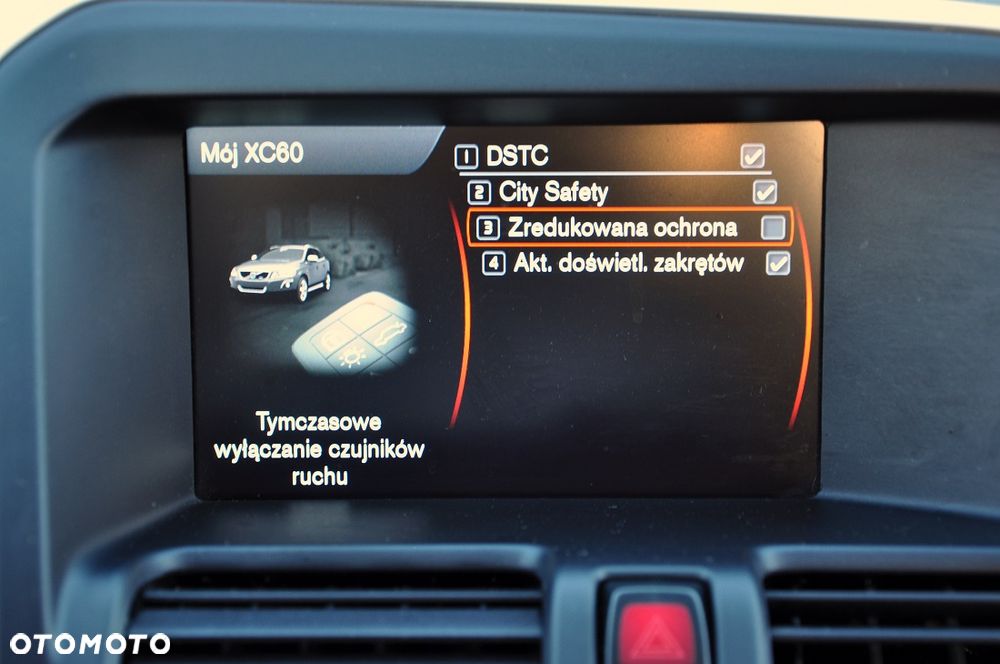 Mój XC60
1 DSTC
2 City Safety
3 Zredukowana ochrona
4 Akt. doświetl. zakrętów
Tymczasowe
wyłączanie czujników
ruchu
OTOMOTO